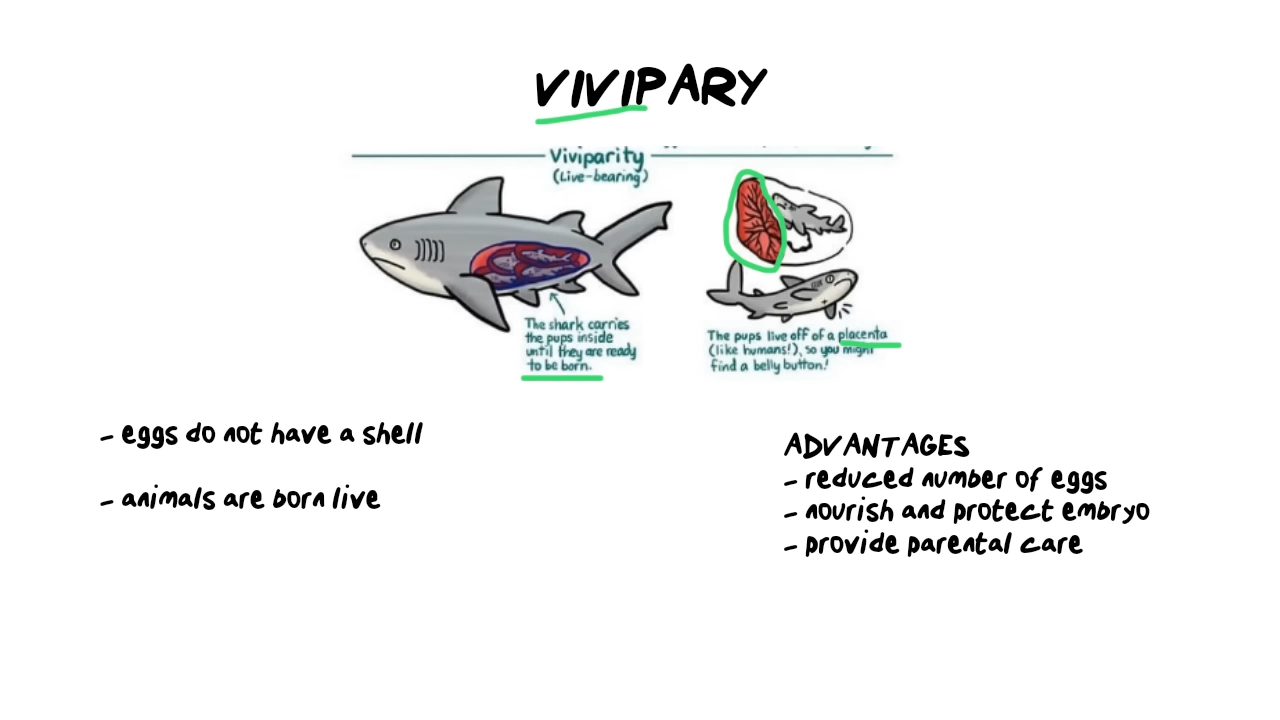 VIVIPARY
Viviparity
(Live-bearing)
The shark carries
the pups inside
until they are ready
to be born.
The pups live off of a placenta
(like humans!), so you might
find a belly button!
- eggs do not have a shell
- animals are born live
ADVANTAGES
- reduced number of eggs
- nourish and protect embryo
- provide parental care